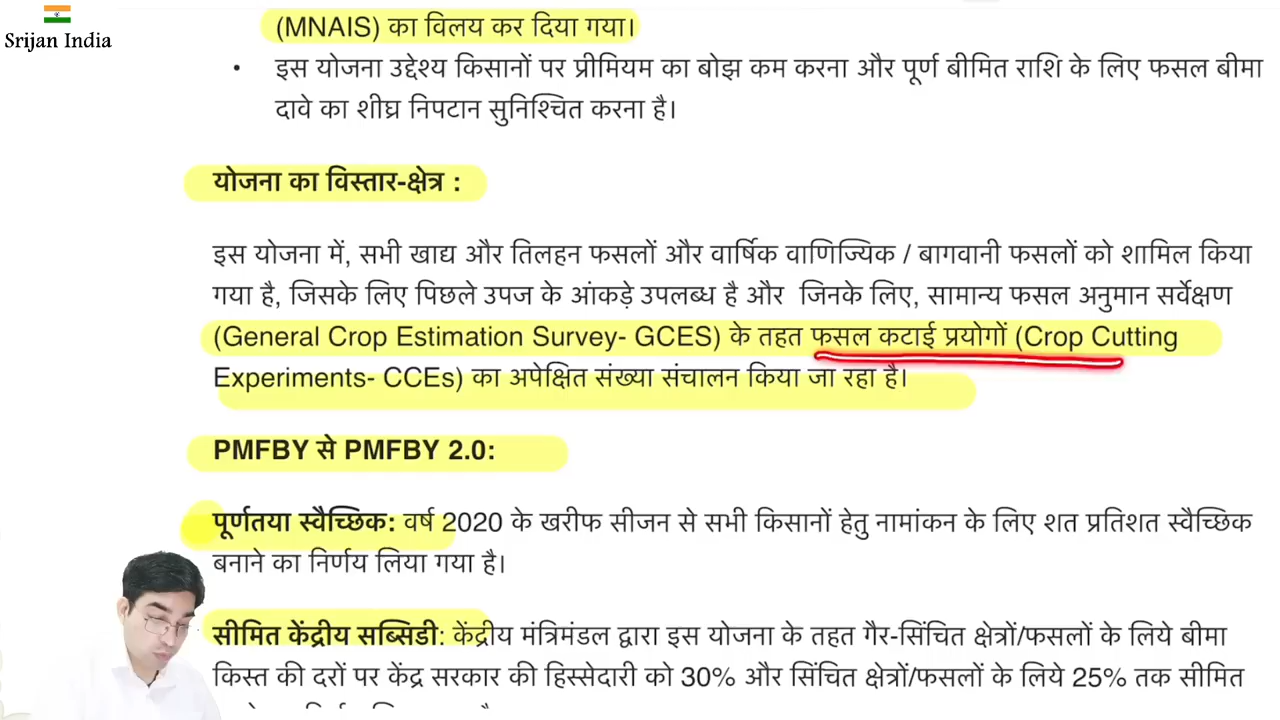 Srijan India
(MNAIS) का विलय कर दिया गया।
• इस योजना उद्देश्य किसानों पर प्रीमियम का बोझ कम करना और पूर्ण बीमित राशि के लिए फसल बीमा
दावे का शीघ्र निपटान सुनिश्चित करना है।
योजना का विस्तार-क्षेत्र :
इस योजना में, सभी खाद्य और तिलहन फसलों और वार्षिक वाणिज्यिक / बागवानी फसलों को शामिल किया
गया है, जिसके लिए पिछले उपज के आंकड़े उपलब्ध है और जिनके लिए, सामान्य फसल अनुमान सर्वेक्षण
(General Crop Estimation Survey- GCES) के तहत फसल कटाई प्रयोगों (Crop Cutting
Experiments- CCEs) का अपेक्षित संख्या संचालन किया जा रहा है।
PMFBY से PMFBY 2.0:
पूर्णतया स्वैच्छिक: वर्ष 2020 के खरीफ सीजन से सभी किसानों हेतु नामांकन के लिए शत प्रतिशत स्वैच्छिक
बनाने का निर्णय लिया गया है।
सीमित केंद्रीय सब्सिडी: केंद्रीय मंत्रिमंडल द्वारा इस योजना के तहत गैर-सिंचित क्षेत्रों/फसलों के लिये बीमा
किस्त की दरों पर केंद्र सरकार की हिस्सेदारी को 30% और सिंचित क्षेत्रों/फसलों के लिये 25% तक सीमित